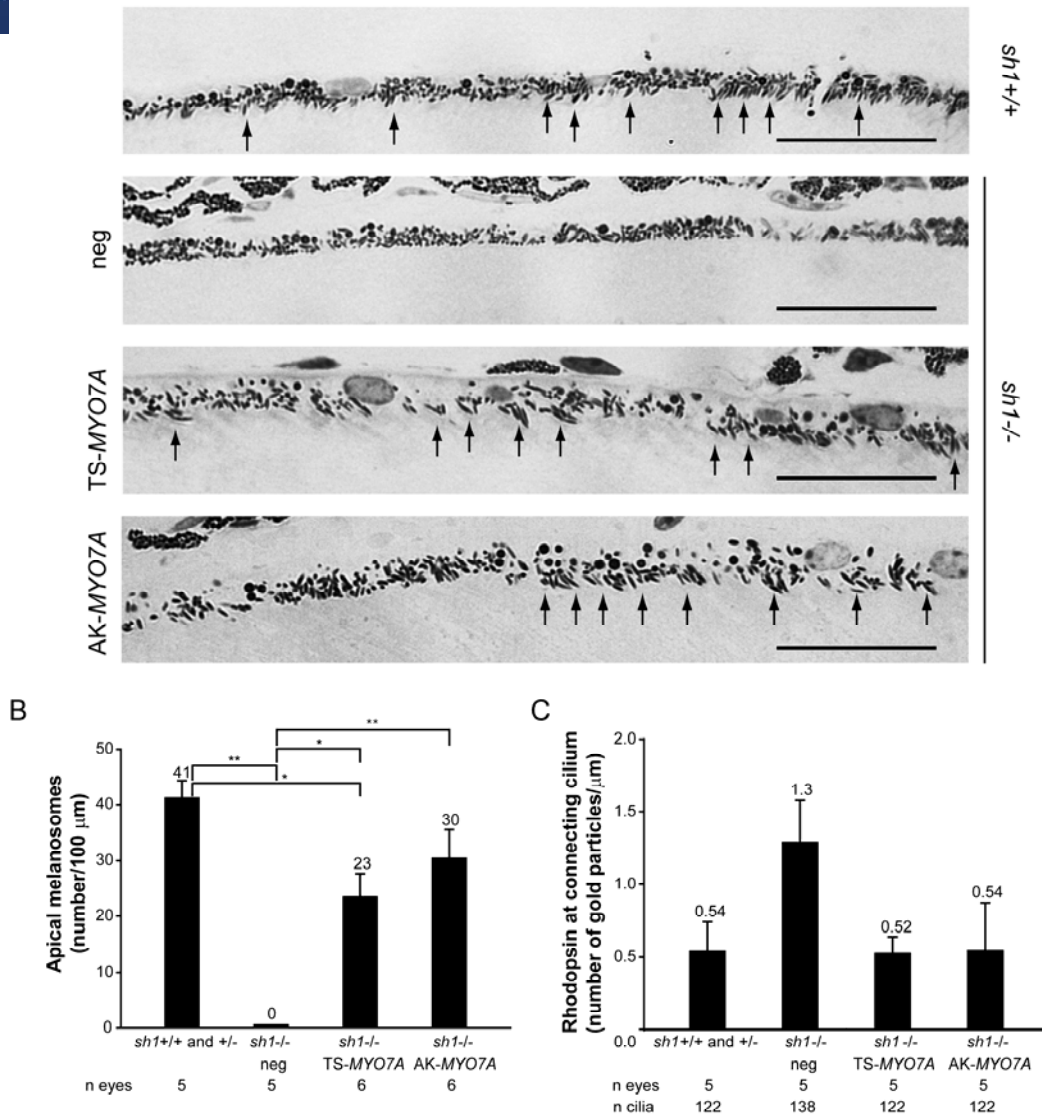 sh1+/+
neg
TS-MYO7A
AK-MYO7A
sh1-/-
B
Apical melanosomes
(number/100 μm)
50
40
30
20
10
0
41
0
23
30
**
*
**
*
sh1+/+ and +/-
sh1-/-
neg
sh1-/-
TS-MYO7A
sh1-/-
AK-MYO7A
n eyes 5 5 6 6
C
Rhodopsin at connecting cilium
(number of gold particles/μm)
2.0
1.5
1.0
0.5
0.0
0.54
1.3
0.52
0.54
sh1+/+ and +/-
sh1-/-
neg
sh1-/-
TS-MYO7A
sh1-/-
AK-MYO7A
n eyes 5 5 5 5
n cilia 122 138 122 122